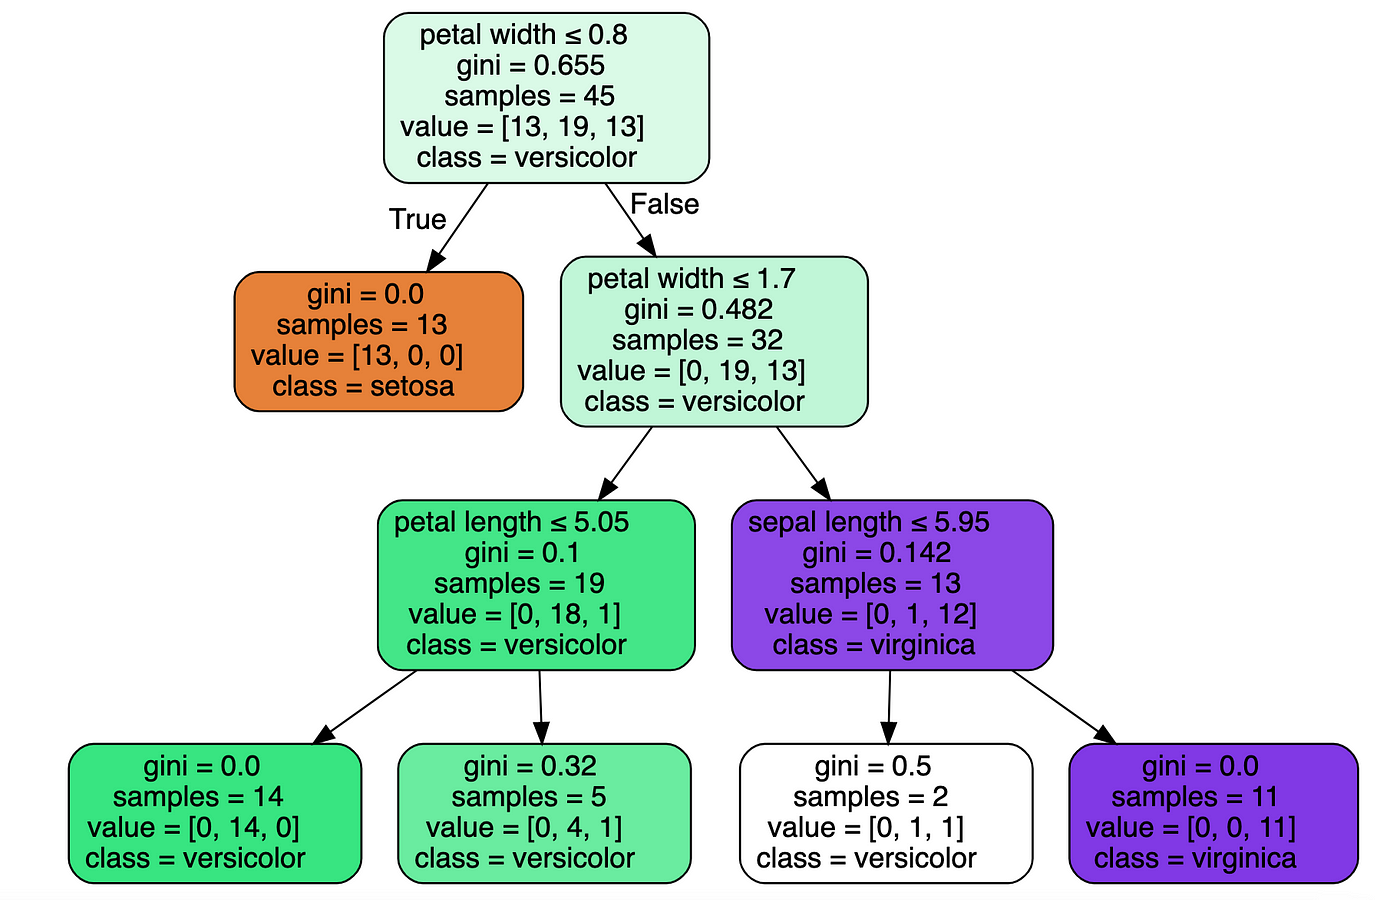 petal width ≤ 0.8
gini = 0.655
samples = 45
value = [13, 19, 13]
class = versicolor
True
False
gini = 0.0
samples = 13
value = [13, 0, 0]
class = setosa
petal width ≤ 1.7
gini = 0.482
samples = 32
value = [0, 19, 13]
class = versicolor
petal length ≤ 5.05
gini = 0.1
samples = 19
value = [0, 18, 1]
class = versicolor
sepal length ≤ 5.95
gini = 0.142
samples = 13
value = [0, 1, 12]
class = virginica
gini = 0.0
samples = 14
value = [0, 14, 0]
class = versicolor
gini = 0.32
samples = 5
value = [0, 4, 1]
class = versicolor
gini = 0.5
samples = 2
value = [0, 1, 1]
class = versicolor
gini = 0.0
samples = 11
value = [0, 0, 11]
class = virginica